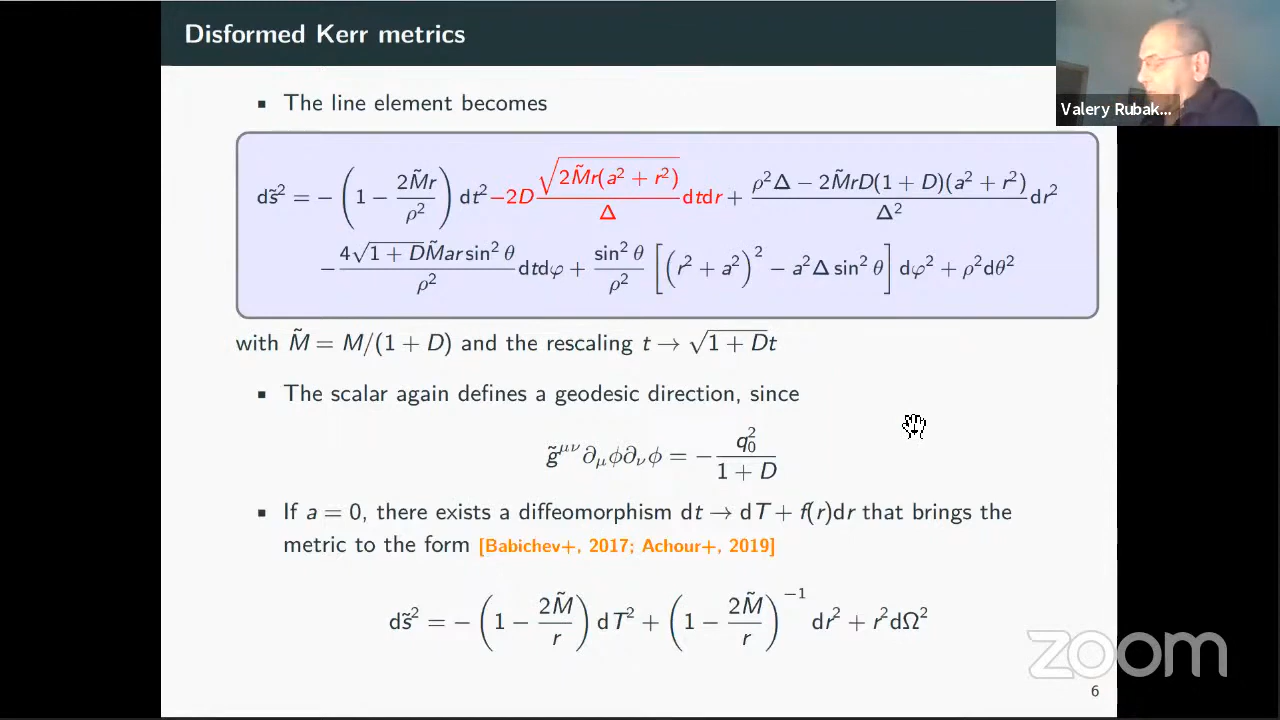 Disformed Kerr metrics
Valery Rubak...
▪ The line element becomes
ds̃² = −(1 − 2M̃r/ρ²) dt² −2D √(2M̃r(a² + r²))/Δ dtdr + (ρ²Δ − 2M̃rD(1 + D)(a² + r²))/Δ² dr²
− (4√(1 + D)M̃ar sin² θ)/ρ² dtdφ + sin² θ/ρ² [(r² + a²)² − a²Δ sin² θ] dφ² + ρ²dθ²
with M̃ = M/(1 + D) and the rescaling t → √(1 + D)t
▪ The scalar again defines a geodesic direction, since
g̃^{μν} ∂_μφ∂_νφ = − q₀²/(1 + D)
▪ If a = 0, there exists a diffeomorphism dt → dT + f(r)dr that brings the
metric to the form [Babichev+, 2017; Achour+, 2019]
ds̃² = −(1 − 2M̃/r) dT² + (1 − 2M̃/r)⁻¹ dr² + r²dΩ²
zoom
6